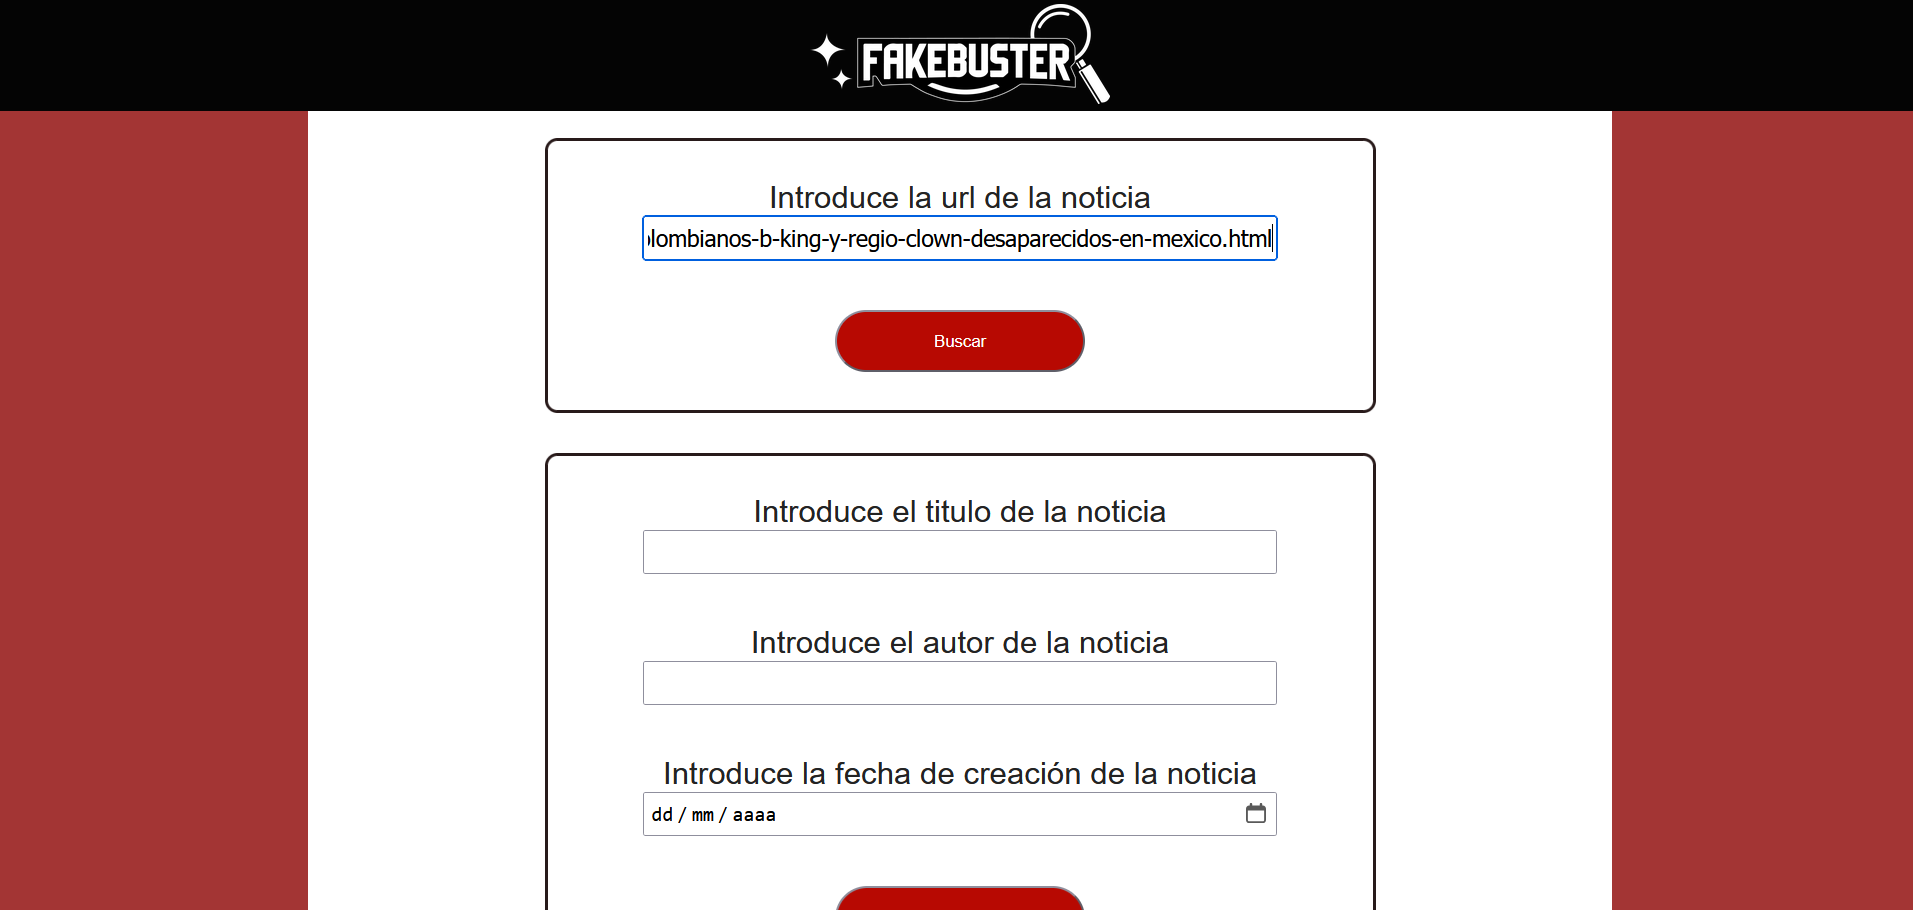 FAKEBUSTER
Introduce la url de la noticia
lombianos-b-king-y-regio-clown-desaparecidos-en-mexico.html
Buscar
Introduce el titulo de la noticia
Introduce el autor de la noticia
Introduce la fecha de creación de la noticia
dd / mm / aaaa